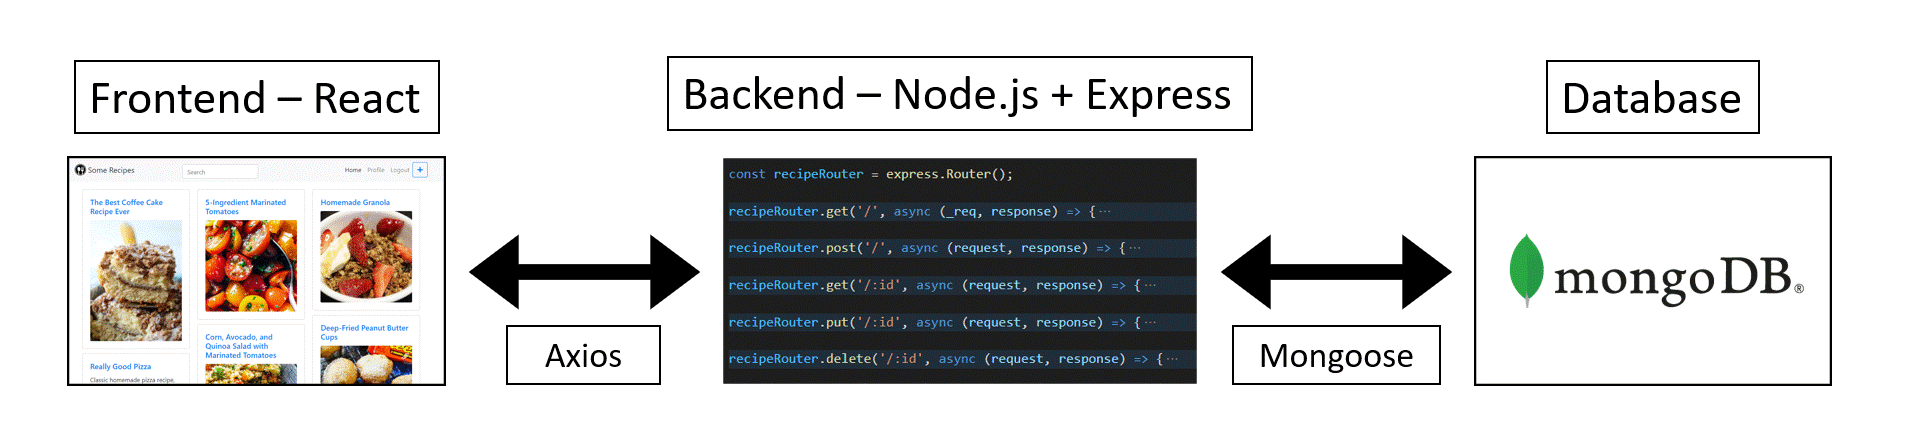 Frontend – React
Backend – Node.js + Express
Database
Some Recipes
Search
Home Profile Logout +
The Best Coffee Cake
Recipe Ever
5-Ingredient Marinated
Tomatoes
Homemade Granola
Corn, Avocado, and
Quinoa Salad with
Marinated Tomatoes
Deep-Fried Peanut Butter
Cups
Really Good Pizza
Classic homemade pizza recipe,
Axios
const recipeRouter = express.Router();
recipeRouter.get('/', async (_req, response) => {···
recipeRouter.post('/', async (request, response) => {···
recipeRouter.get('/:id', async (request, response) => {···
recipeRouter.put('/:id', async (request, response) => {···
recipeRouter.delete('/:id', async (request, response) => {···
Mongoose
mongoDB®